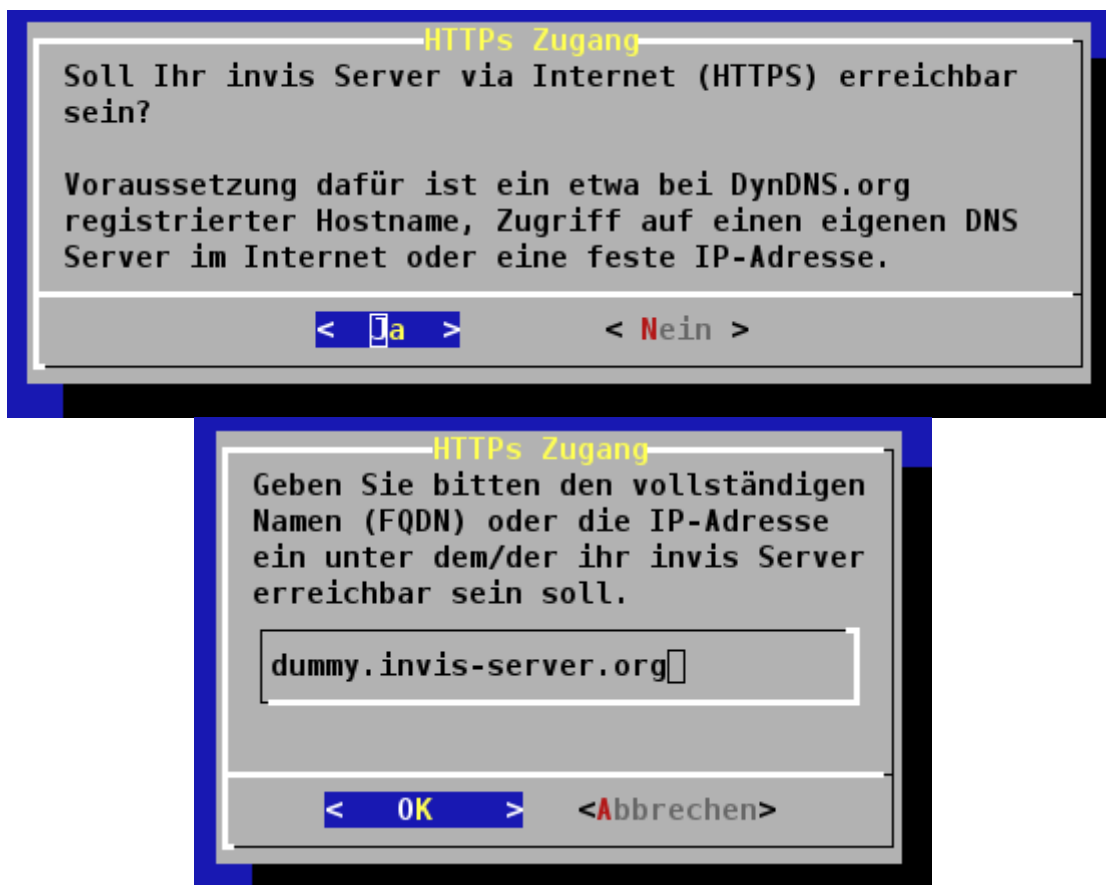 HTTPs Zugang
Soll Ihr invis Server via Internet (HTTPS) erreichbar
sein?
Voraussetzung dafür ist ein etwa bei DynDNS.org
registrierter Hostname, Zugriff auf einen eigenen DNS
Server im Internet oder eine feste IP-Adresse.
< Ja > < Nein >
HTTPs Zugang
Geben Sie bitten den vollständigen
Namen (FQDN) oder die IP-Adresse
ein unter dem/der ihr invis Server
erreichbar sein soll.
dummy.invis-server.org
< OK > <Abbrechen>